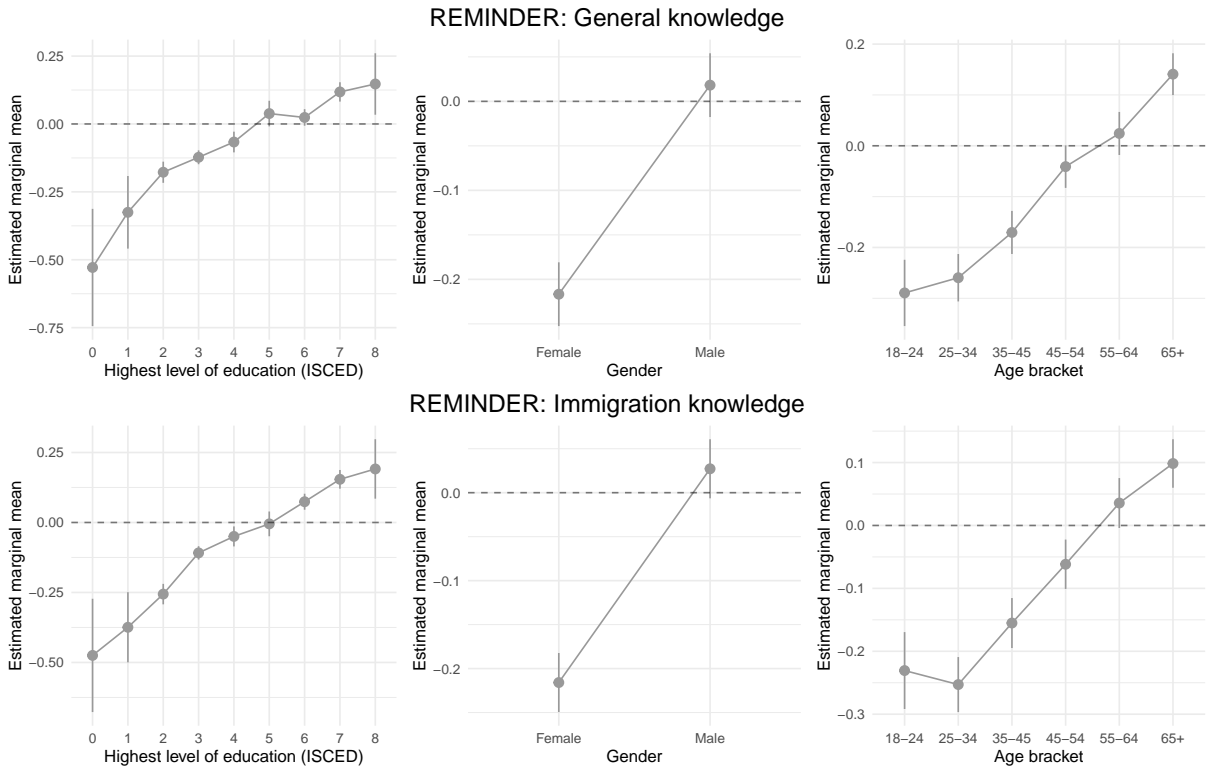 REMINDER: General knowledge
Estimated marginal mean
0.25
0.00
−0.25
−0.50
−0.75
0 1 2 3 4 5 6 7 8
Highest level of education (ISCED)
Estimated marginal mean
0.0
−0.1
−0.2
Female Male
Gender
Estimated marginal mean
0.2
0.0
−0.2
18−24 25−34 35−45 45−54 55−64 65+
Age bracket
REMINDER: Immigration knowledge
Estimated marginal mean
0.25
0.00
−0.25
−0.50
0 1 2 3 4 5 6 7 8
Highest level of education (ISCED)
Estimated marginal mean
0.0
−0.1
−0.2
Female Male
Gender
Estimated marginal mean
0.1
0.0
−0.1
−0.2
−0.3
18−24 25−34 35−45 45−54 55−64 65+
Age bracket